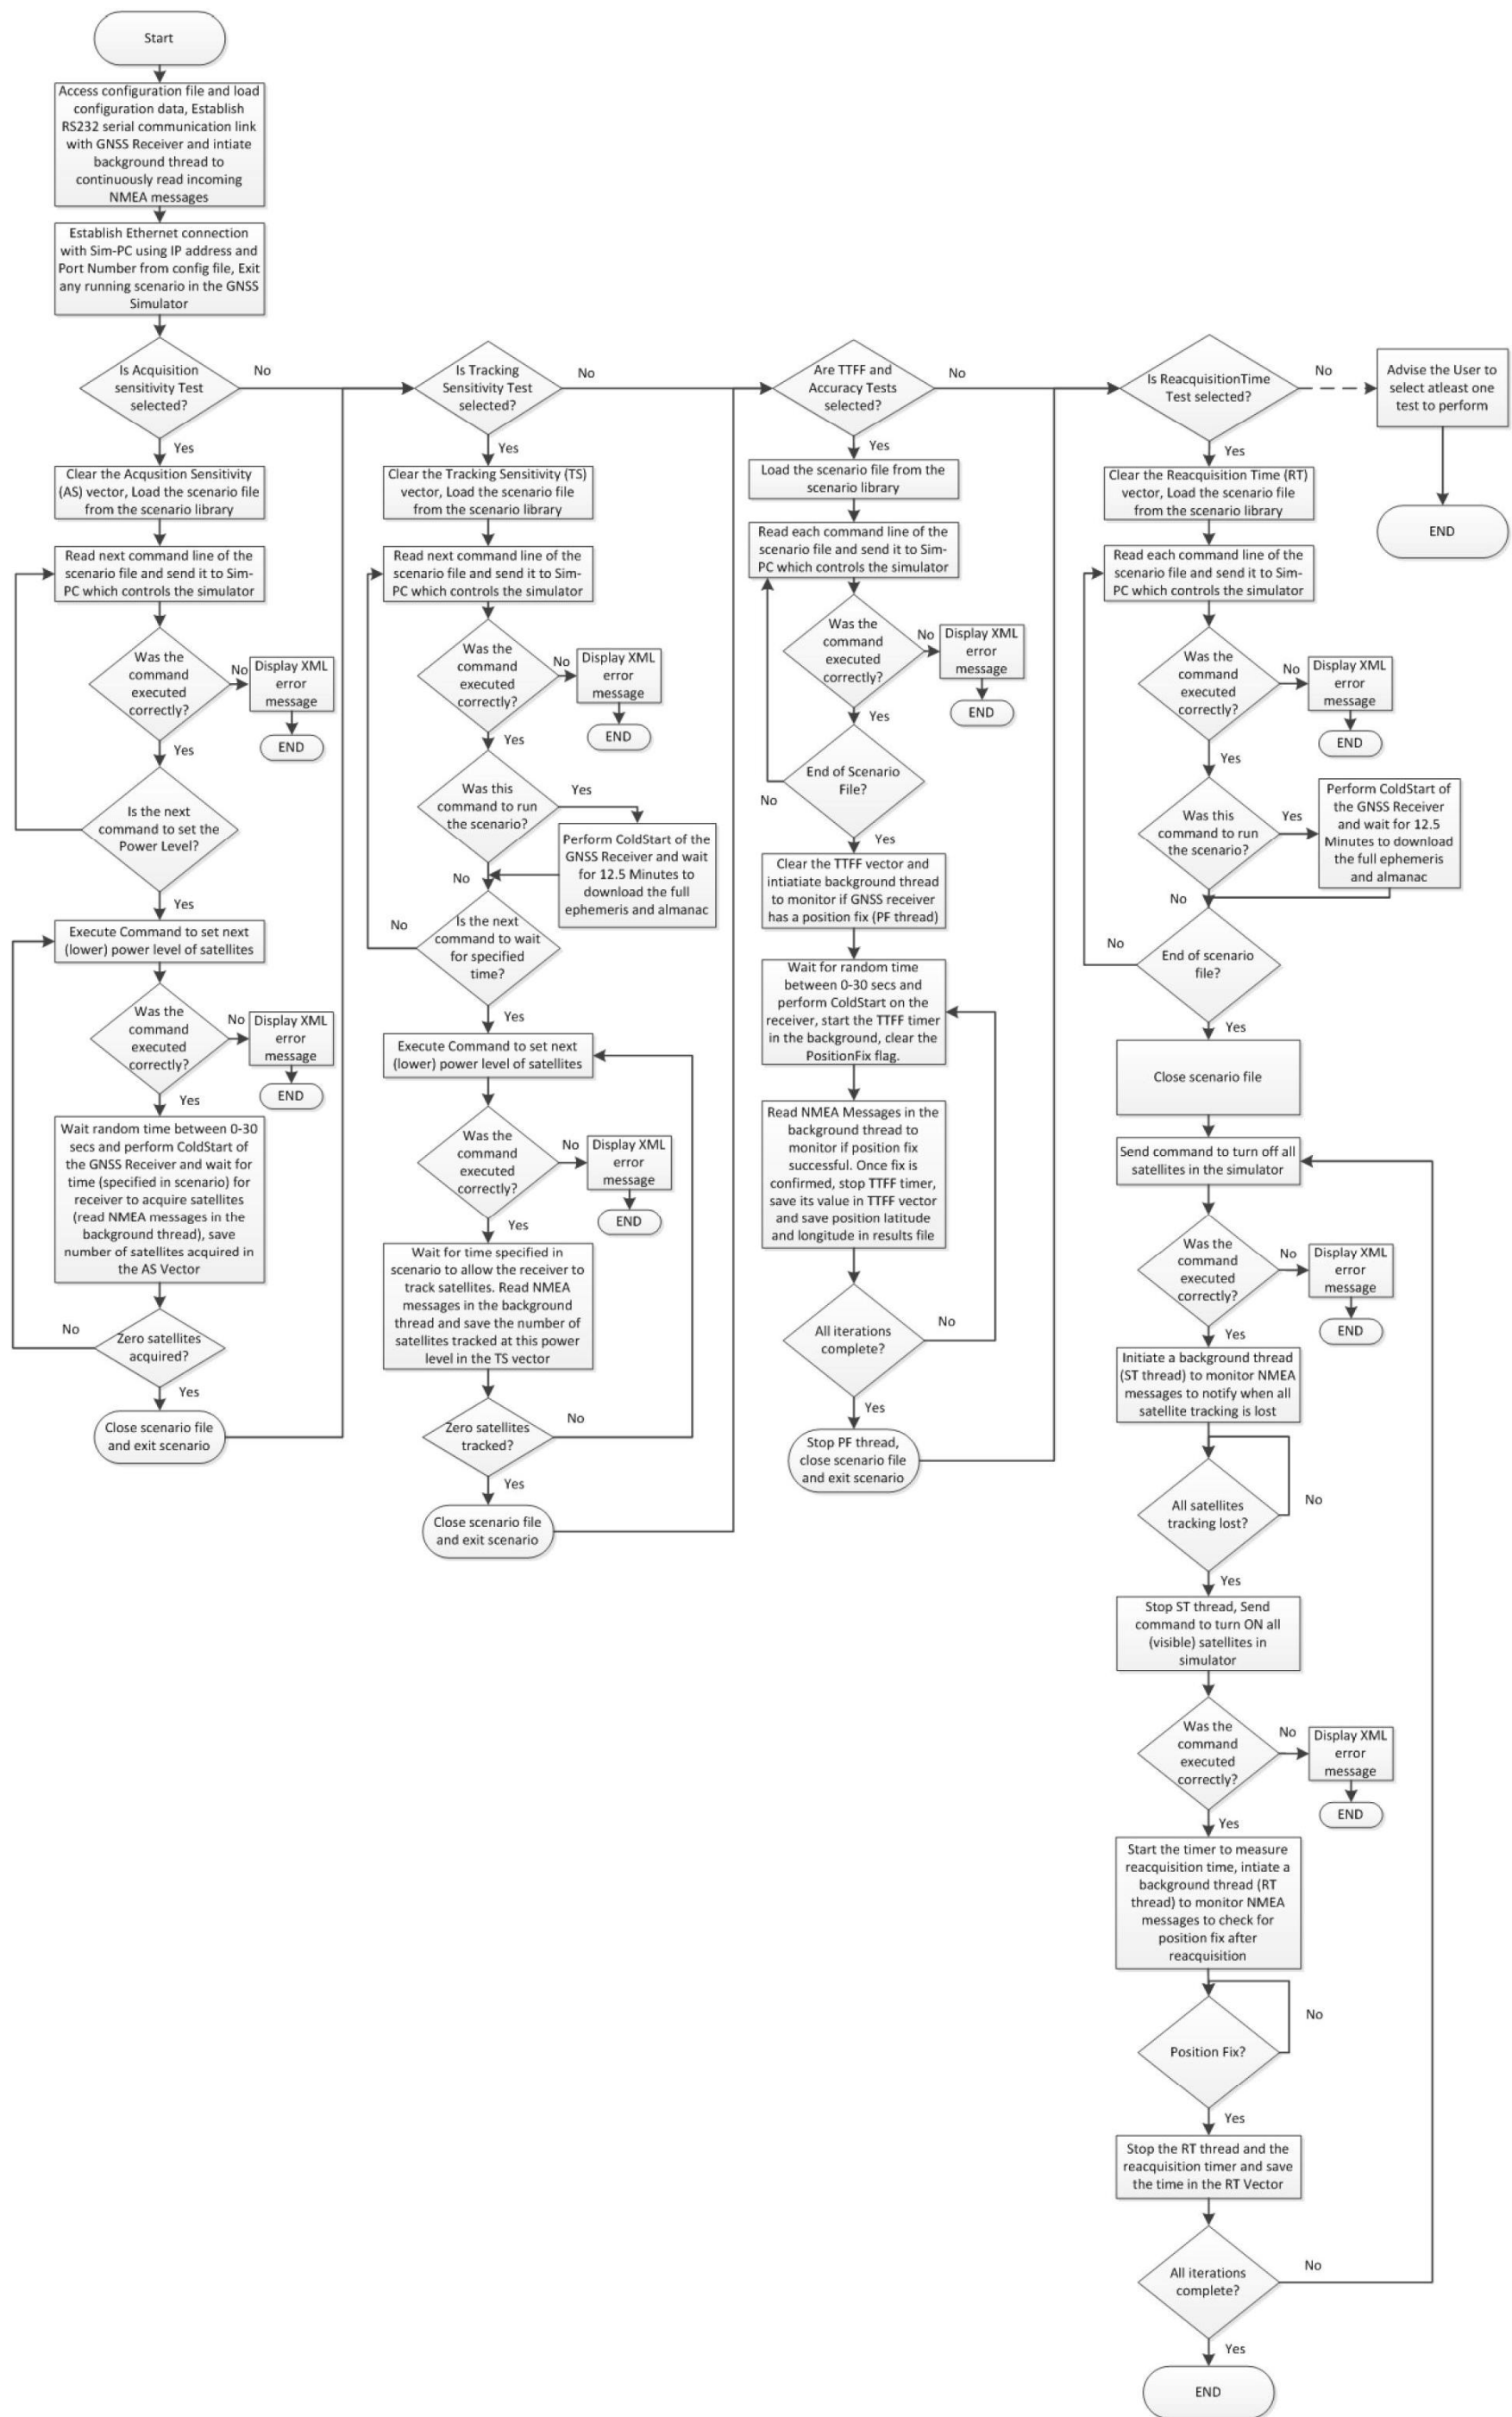 Start
Access configuration file and load
configuration data, Establish
RS232 serial communication link
with GNSS Receiver and intiate
background thread to
continuously read incoming
NMEA messages
Establish Ethernet connection
with Sim-PC using IP address and
Port Number from config file, Exit
any running scenario in the GNSS
Simulator
Is Acquisition
sensitivity Test
selected?
No
Yes
Clear the Acqusition Sensitivity
(AS) vector, Load the scenario file
from the scenario library
Read next command line of the
scenario file and send it to Sim-
PC which controls the simulator
Was the
command
executed
correctly?
No
Display XML
error
message
END
Yes
Is the next
command to set the
Power Level?
Yes
Execute Command to set next
(lower) power level of satellites
Was the
command
executed
correctly?
No
Display XML
error
message
END
Yes
Wait random time between 0-30
secs and perform ColdStart of
the GNSS Receiver and wait for
time (specified in scenario) for
receiver to acquire satellites
(read NMEA messages in the
background thread), save
number of satellites acquired in
the AS Vector
No
Zero satellites
acquired?
Yes
Close scenario file
and exit scenario
Is Tracking
Sensitivity Test
selected?
No
Yes
Clear the Tracking Sensitivity (TS)
vector, Load the scenario file
from the scenario library
Read next command line of the
scenario file and send it to Sim-
PC which controls the simulator
Was the
command
executed
correctly?
No
Display XML
error
message
END
Yes
Was this
command to run
the scenario?
Yes
Perform ColdStart of the
GNSS Receiver and wait
for 12.5 Minutes to
download the full
ephemeris and almanac
No
No
Is the next
command to wait
for specified
time?
Yes
Execute Command to set next
(lower) power level of satellites
Was the
command
executed
correctly?
No
Display XML
error
message
END
Yes
Wait for time specified in
scenario to allow the receiver to
track satellites. Read NMEA
messages in the background
thread and save the number of
satellites tracked at this power
level in the TS vector
Zero satellites
tracked?
No
Yes
Close scenario file
and exit scenario
Are TTFF and
Accuracy Tests
selected?
No
Yes
Load the scenario file from the
scenario library
Read each command line of the
scenario file and send it to Sim-
PC which controls the simulator
Was the
command
executed
correctly?
No
Display XML
error
message
END
Yes
End of Scenario
File?
No
Yes
Clear the TTFF vector and
intiatiate background thread
to monitor if GNSS receiver
has a position fix (PF thread)
Wait for random time
between 0-30 secs and
perform ColdStart on the
receiver, start the TTFF timer
in the background, clear the
PositionFix flag.
Read NMEA Messages in the
background thread to
monitor if position fix
successful. Once fix is
confirmed, stop TTFF timer,
save its value in TTFF vector
and save position latitude
and longitude in results file
All iterations
complete?
No
Yes
Stop PF thread,
close scenario file
and exit scenario
Is ReacquisitionTime
Test selected?
No
Advise the User to
select atleast one
test to perform
END
Yes
Clear the Reacquisition Time (RT)
vector, Load the scenario file
from the scenario library
Read each command line of the
scenario file and send it to Sim-
PC which controls the simulator
Was the
command
executed
correctly?
No
Display XML
error
message
END
Yes
Was this
command to run
the scenario?
Yes
Perform ColdStart of
the GNSS Receiver
and wait for 12.5
Minutes to download
the full ephemeris
and almanac
No
No
End of scenario
file?
Yes
Close scenario file
Send command to turn off all
satellites in the simulator
Was the
command
executed
correctly?
No
Display XML
error
message
END
Yes
Initiate a background thread
(ST thread) to monitor NMEA
messages to notify when all
satellite tracking is lost
All satellites
tracking lost?
No
Yes
Stop ST thread, Send
command to turn ON all
(visible) satellites in
simulator
Was the
command
executed
correctly?
No
Display XML
error
message
END
Yes
Start the timer to measure
reacquisition time, intiate a
background thread (RT
thread) to monitor NMEA
messages to check for
position fix after
reacquisition
No
Position Fix?
Yes
Stop the RT thread and the
reacquisition timer and save
the time in the RT Vector
All iterations
complete?
No
Yes
END